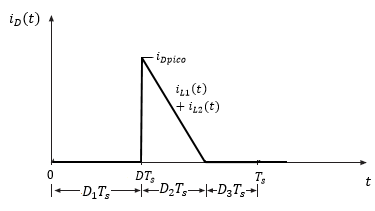 i_D(t)
i_Dpico
i_L1(t)
+ i_L2(t)
0
DT_s
T_s
t
D_1T_s
D_2T_s
D_3T_s